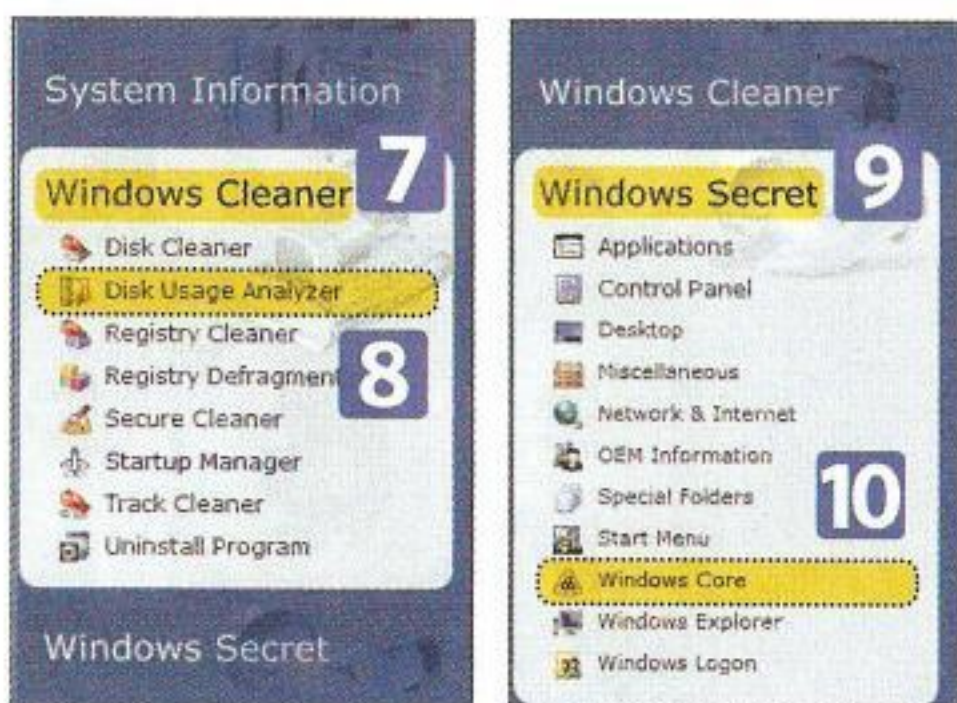 System Information
7
Windows Cleaner
Disk Cleaner
Disk Usage Analyzer
Registry Cleaner
8
Registry Defragment
Secure Cleaner
Startup Manager
Track Cleaner
Uninstall Program
Windows Secret
Windows Cleaner
9
Windows Secret
Applications
Control Panel
Desktop
Miscellaneous
Network & Internet
OEM Information
10
Special Folders
Start Menu
Windows Core
Windows Explorer
Windows Logon